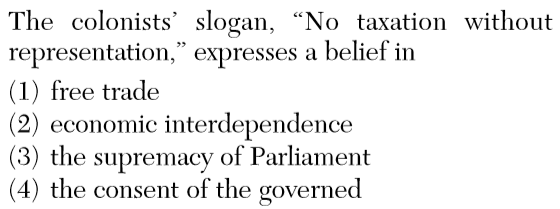 The colonists’ slogan, “No taxation without
representation,” expresses a belief in
(1) free trade
(2) economic interdependence
(3) the supremacy of Parliament
(4) the consent of the governed